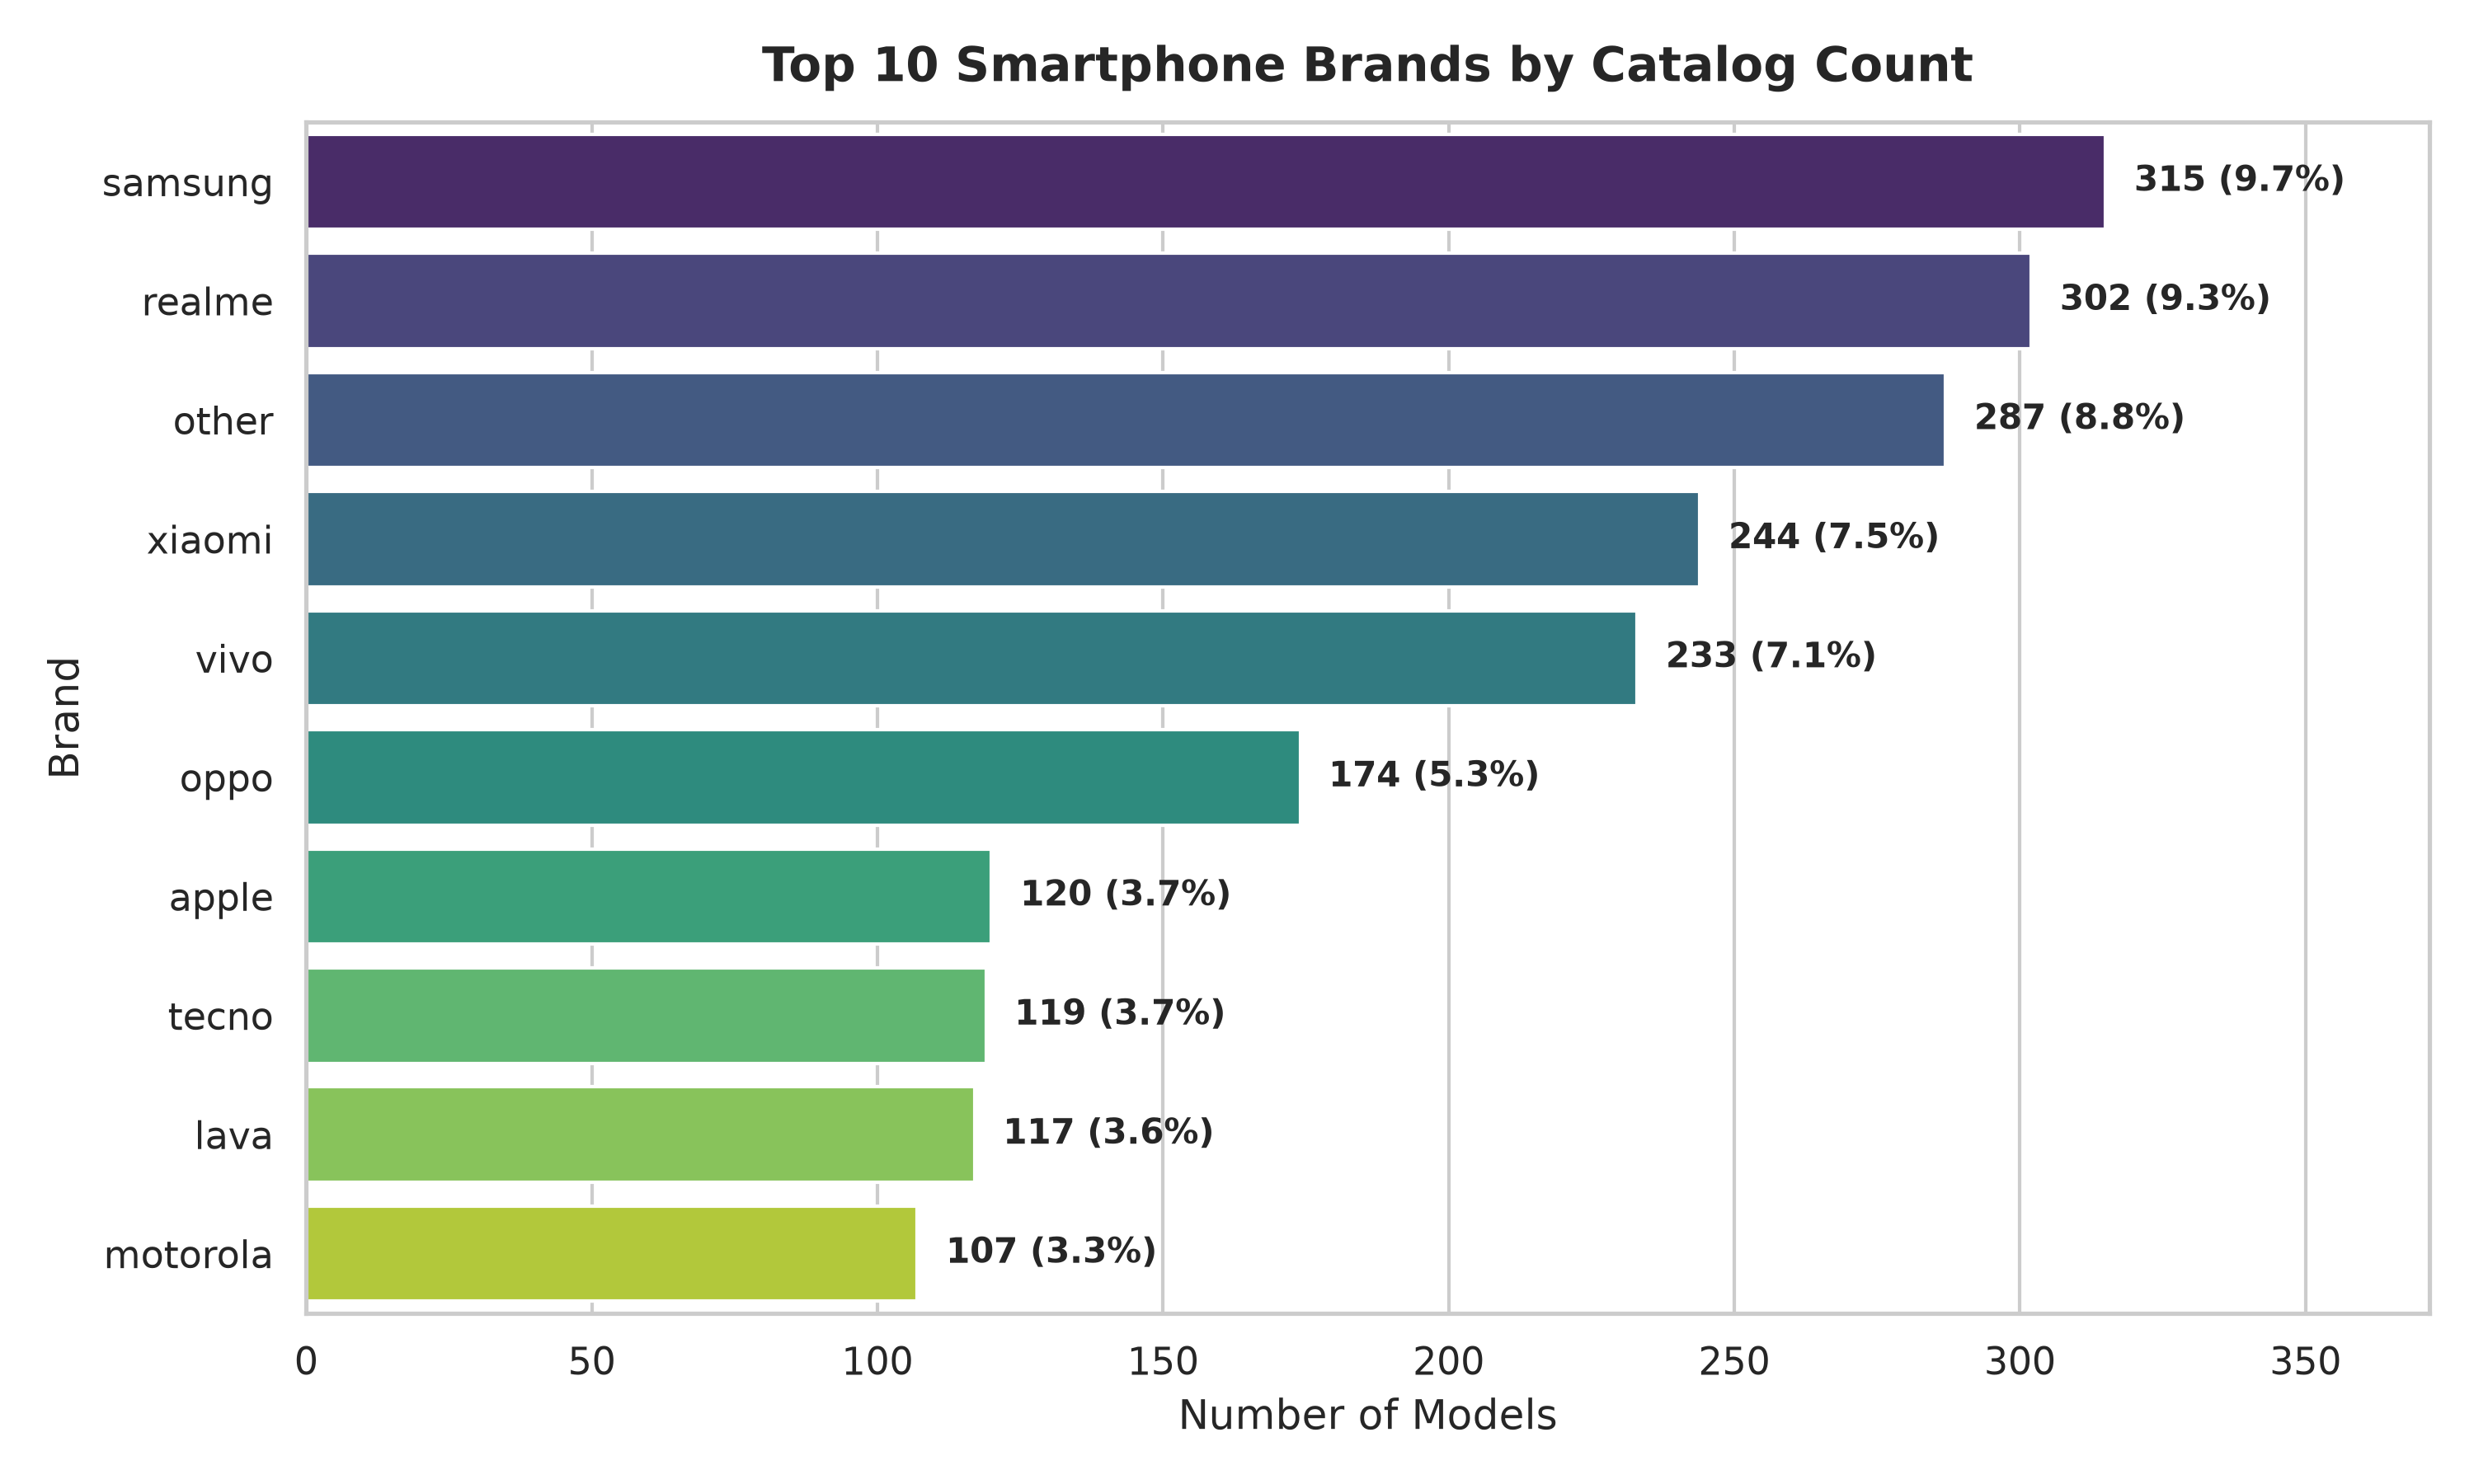 Top 10 Smartphone Brands by Catalog Count
samsung 315 (9.7%)
realme 302 (9.3%)
other 287 (8.8%)
xiaomi 244 (7.5%)
vivo 233 (7.1%)
oppo 174 (5.3%)
apple 120 (3.7%)
tecno 119 (3.7%)
lava 117 (3.6%)
motorola 107 (3.3%)
Brand
0 50 100 150 200 250 300 350
Number of Models